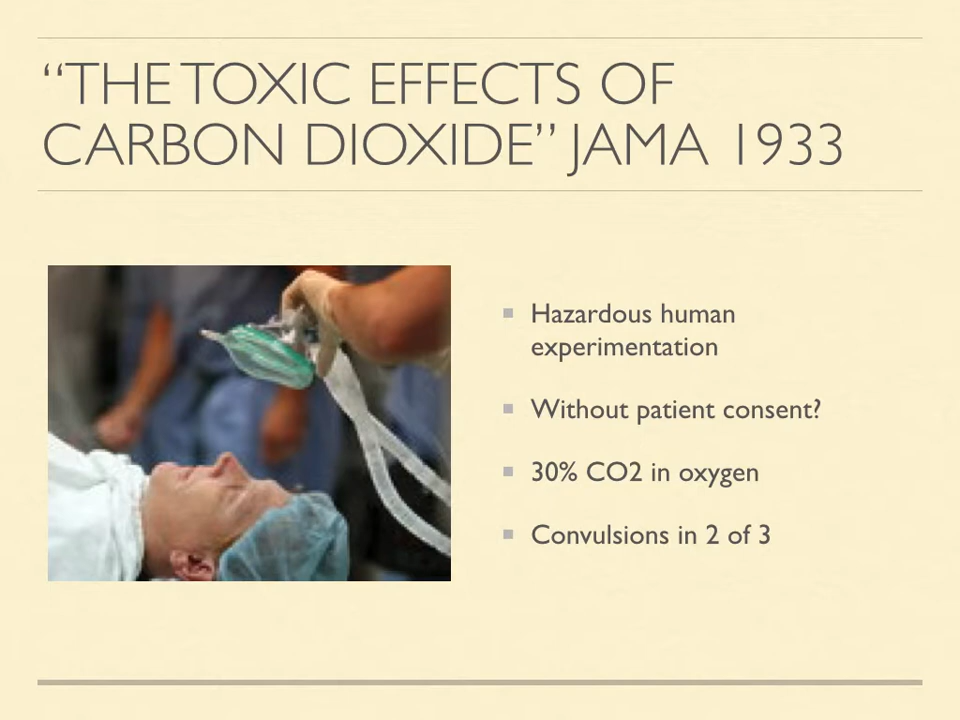 “THE TOXIC EFFECTS OF
CARBON DIOXIDE” JAMA 1933
Hazardous human
experimentation
Without patient consent?
30% CO2 in oxygen
Convulsions in 2 of 3